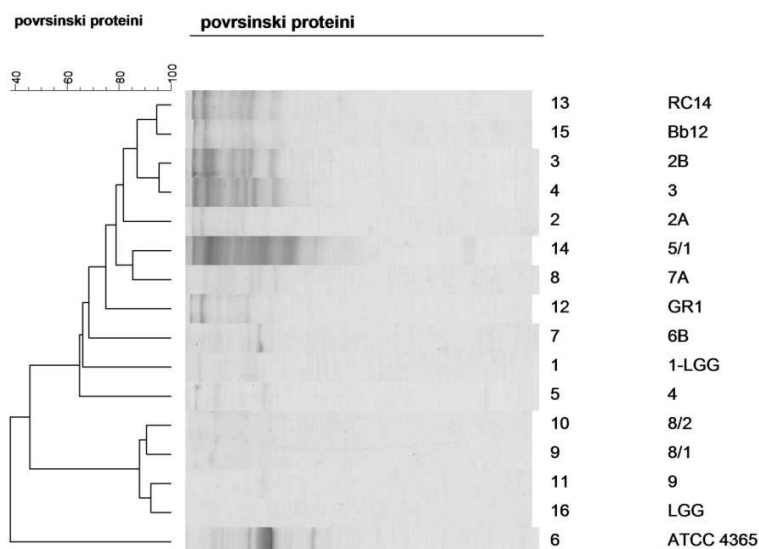 povrsinski proteini povrsinski proteini
40 60 80 100
13 RC14
15 Bb12
3 2B
4 3
2 2A
14 5/1
8 7A
12 GR1
7 6B
1 1-LGG
5 4
10 8/2
9 8/1
11 9
16 LGG
6 ATCC 4365